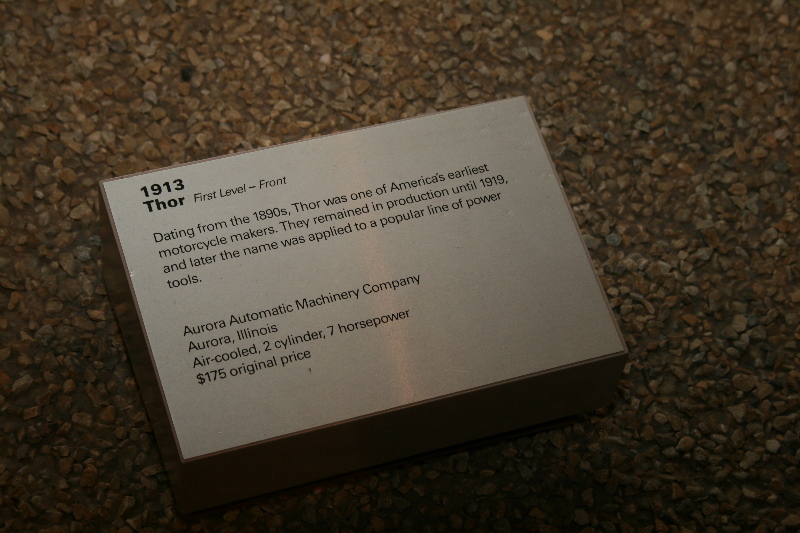 1913
Thor First Level – Front
Dating from the 1890s, Thor was one of America's earliest
motorcycle makers. They remained in production until 1919,
and later the name was applied to a popular line of power
tools.
Aurora Automatic Machinery Company
Aurora, Illinois
Air-cooled, 2 cylinder, 7 horsepower
$175 original price